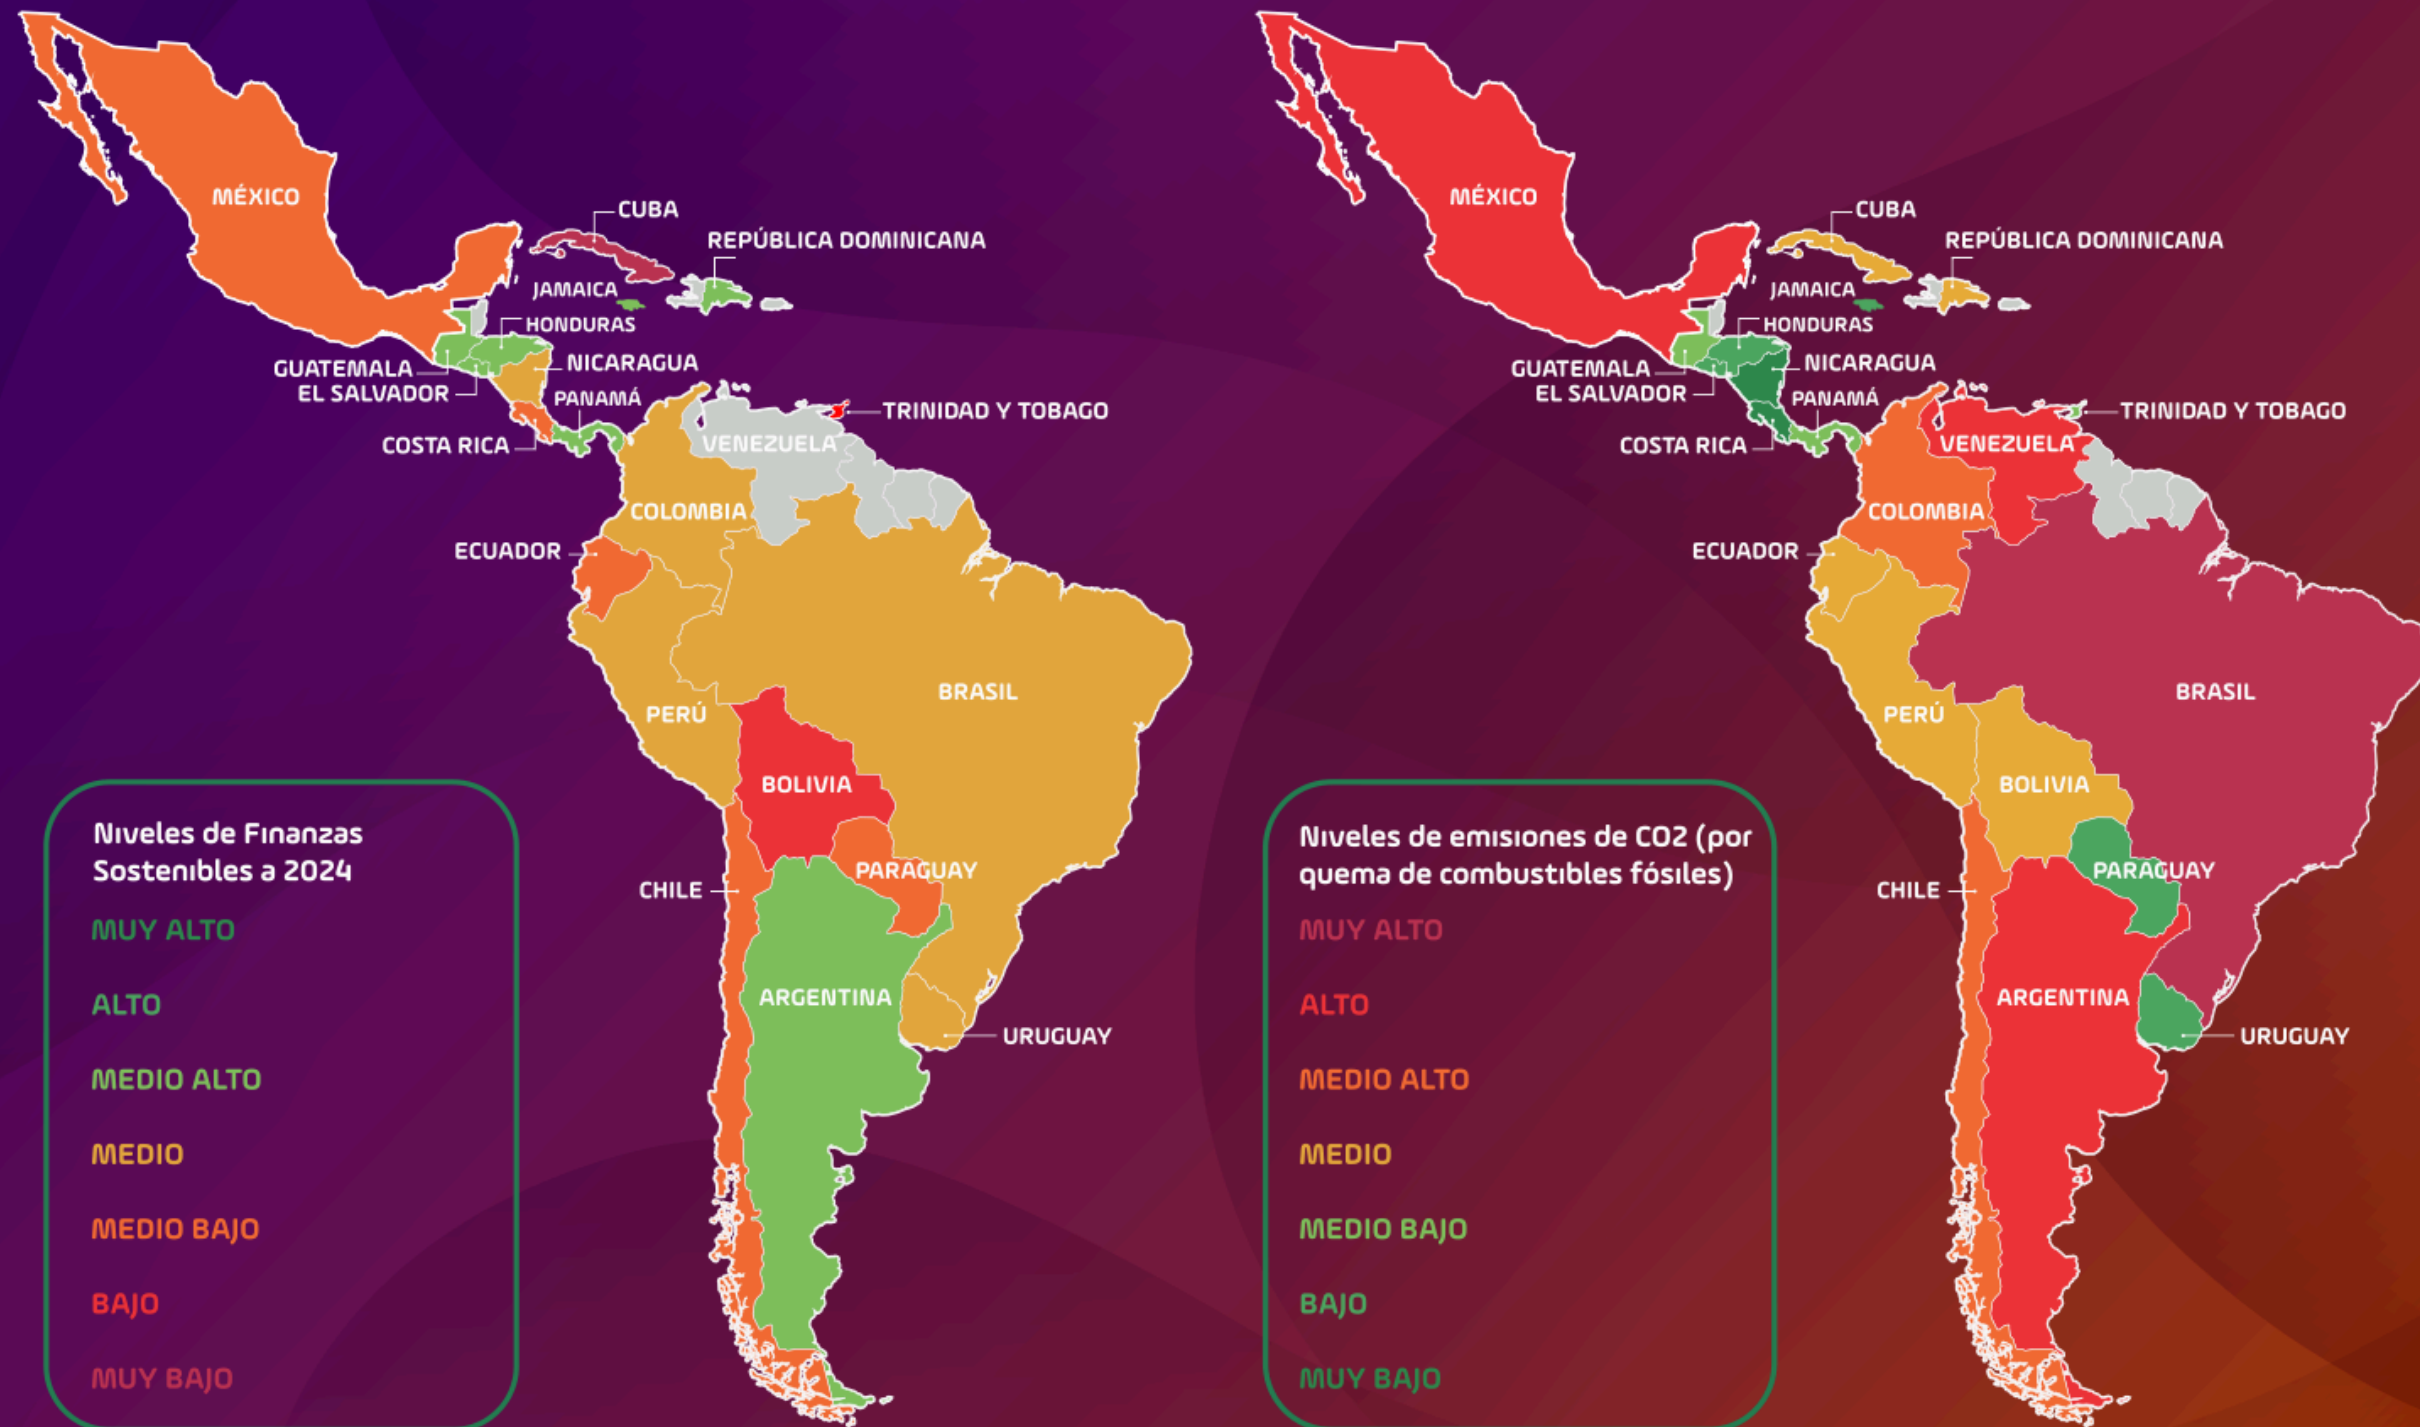 MÉXICO
CUBA
REPÚBLICA DOMINICANA
JAMAICA
HONDURAS
GUATEMALA
NICARAGUA
EL SALVADOR
PANAMÁ
TRINIDAD Y TOBAGO
COSTA RICA
VENEZUELA
COLOMBIA
ECUADOR
BRASIL
PERÚ
BOLIVIA
PARAGUAY
CHILE
ARGENTINA
URUGUAY
Niveles de Finanzas
Sostenibles a 2024
MUY ALTO
ALTO
MEDIO ALTO
MEDIO
MEDIO BAJO
BAJO
MUY BAJO
MÉXICO
CUBA
REPÚBLICA DOMINICANA
JAMAICA
HONDURAS
GUATEMALA
NICARAGUA
EL SALVADOR
PANAMÁ
TRINIDAD Y TOBAGO
COSTA RICA
VENEZUELA
COLOMBIA
ECUADOR
BRASIL
PERÚ
BOLIVIA
PARAGUAY
CHILE
ARGENTINA
URUGUAY
Niveles de emisiones de CO2 (por
quema de combustibles fósiles)
MUY ALTO
ALTO
MEDIO ALTO
MEDIO
MEDIO BAJO
BAJO
MUY BAJO